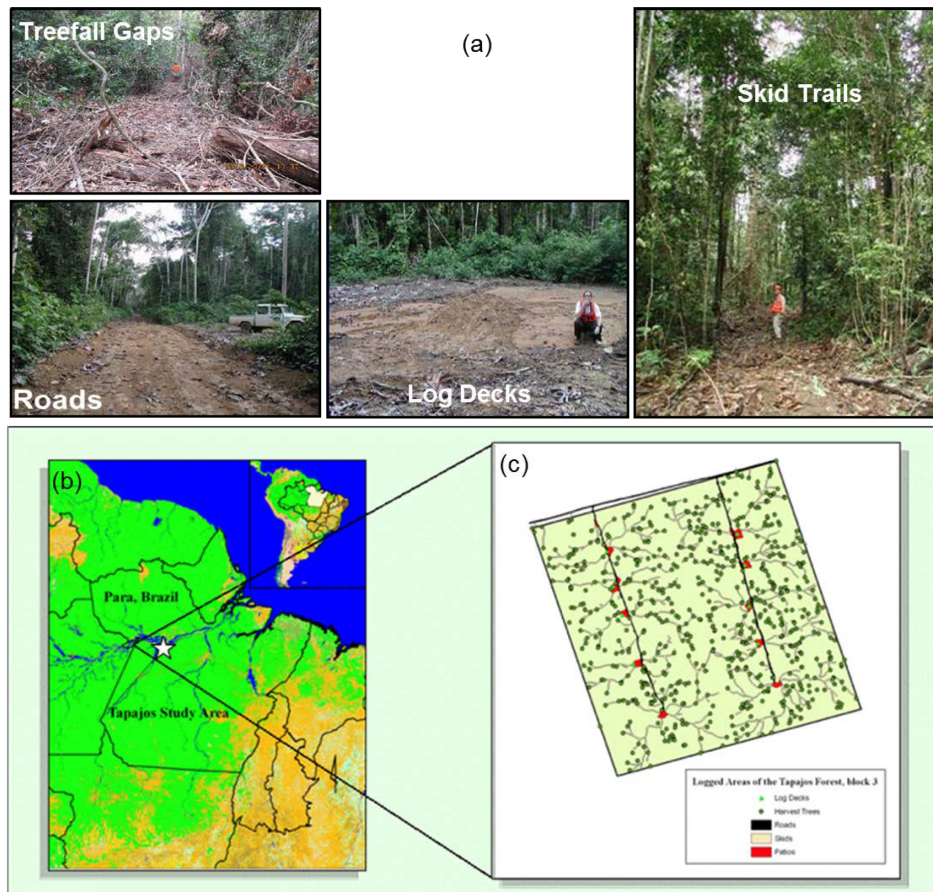 Treefall Gaps
(a)
Skid Trails
Roads
Log Decks
(b)
Para, Brazil
Tapajos Study Area
(c)
Logged Areas of the Tapajos Forest, block 3
Log Decks
Harvest Trees
Roads
Skids
Patios